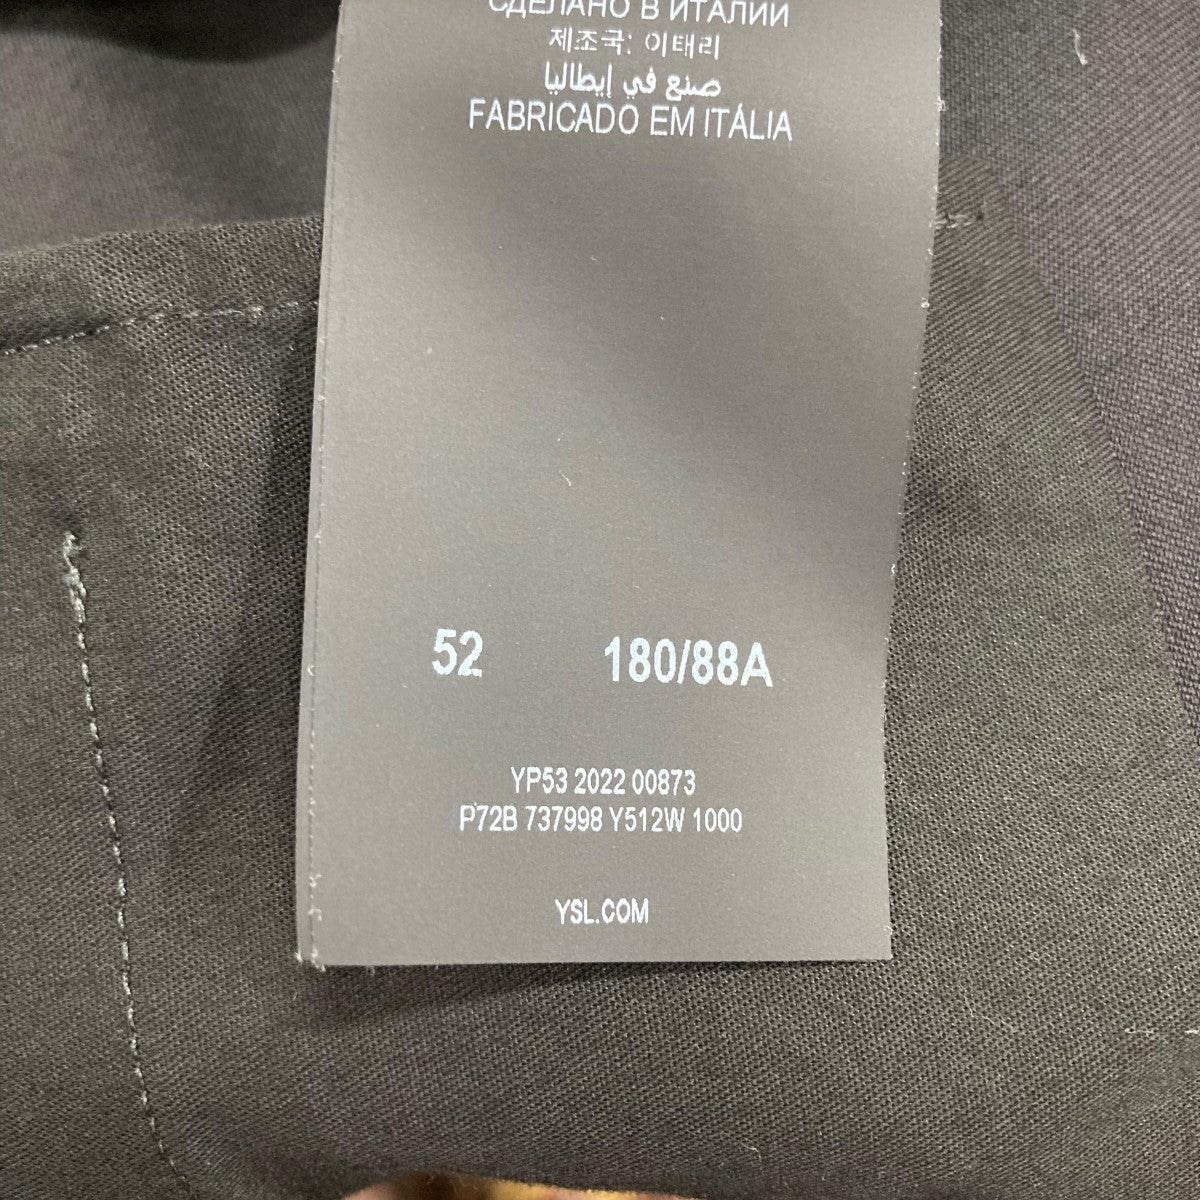 СДЕЛАНО В ИТАЛИИ
제조국: 이태리
صنع في إيطاليا
FABRICADO EM ITÁLIA
52 180/88A
YP53 2022 00873
P72B 737998 Y512W 1000
YSL.COM